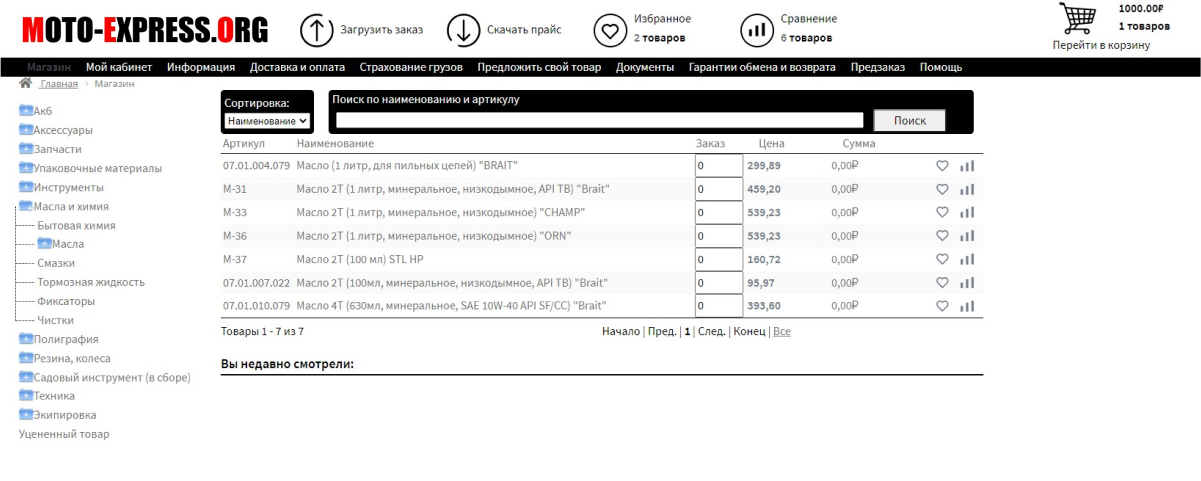 MOTO-EXPRESS.ORG
Загрузить заказ
Скачать прайс
Избранное
2 товаров
Сравнение
6 товаров
1000.00₽
1 товаров
Перейти в корзину
Магазин Мой кабинет Информация Доставка и оплата Страхование грузов Предложить свой товар Документы Гарантии обмена и возврата Предзаказ Помощь
Главная > Магазин
Акб
Аксессуары
Запчасти
Упаковочные материалы
Инструменты
Масла и химия
Бытовая химия
Масла
Смазки
Тормозная жидкость
Фиксаторы
Чистки
Полиграфия
Резина, колеса
Садовый инструмент (в сборе)
Техника
Экипировка
Уцененный товар
Сортировка:
Наименование
Поиск по наименованию и артикулу
Поиск
Артикул Наименование Заказ Цена Сумма
07.01.004.079 Масло (1 литр, для пильных цепей) "BRAIT" 0 299,89 0,00₽
М-31 Масло 2Т (1 литр, минеральное, низкодымное, API TB) "Brait" 0 459,20 0,00₽
М-33 Масло 2Т (1 литр, минеральное, низкодымное) "CHAMP" 0 539,23 0,00₽
М-36 Масло 2Т (1 литр, минеральное, низкодымное) "ORN" 0 539,23 0,00₽
М-37 Масло 2Т (100 мл) STL HP 0 160,72 0,00₽
07.01.007.022 Масло 2Т (100мл, минеральное, низкодымное, API TB) "Brait" 0 95,97 0,00₽
07.01.010.079 Масло 4Т (630мл, минеральное, SAE 10W-40 API SF/CC) "Brait" 0 393,60 0,00₽
Товары 1 - 7 из 7
Начало | Пред. | 1 | След. | Конец | Все
Вы недавно смотрели: